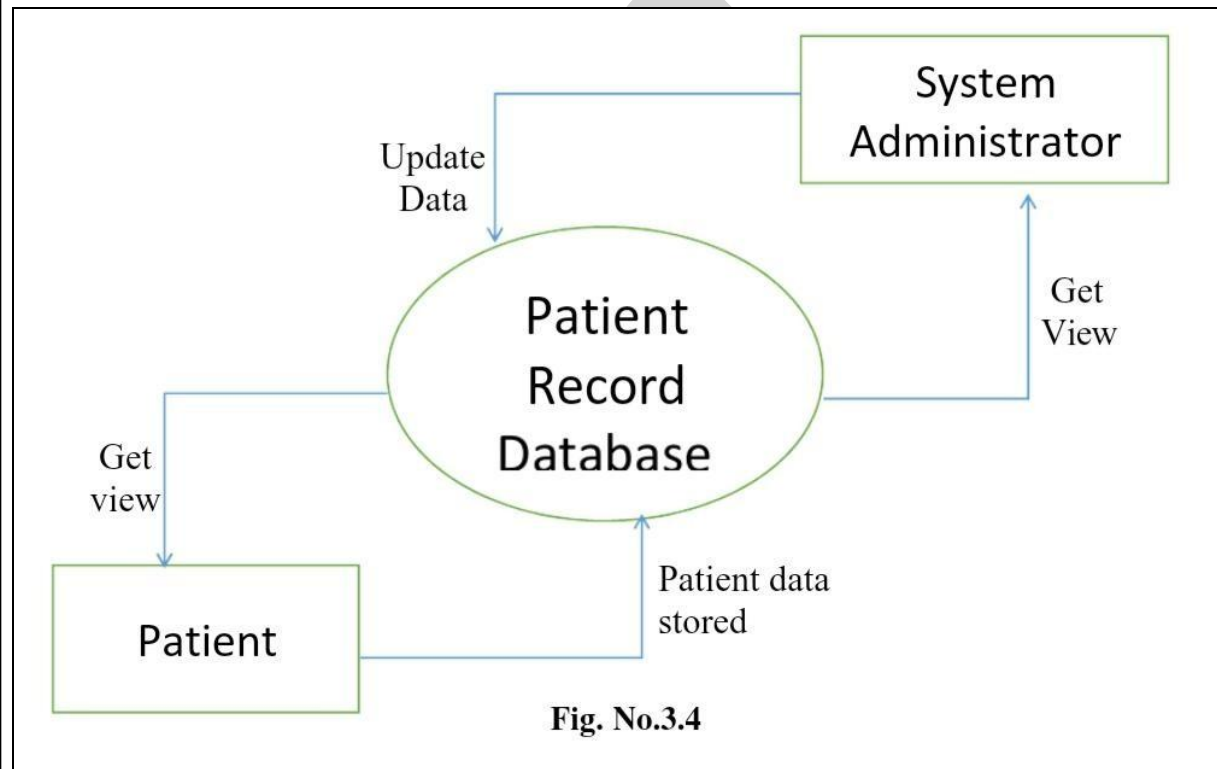 System
Administrator
Update
Data
Patient
Record
Database
Get
View
Get
view
Patient data
stored
Patient
Fig. No.3.4